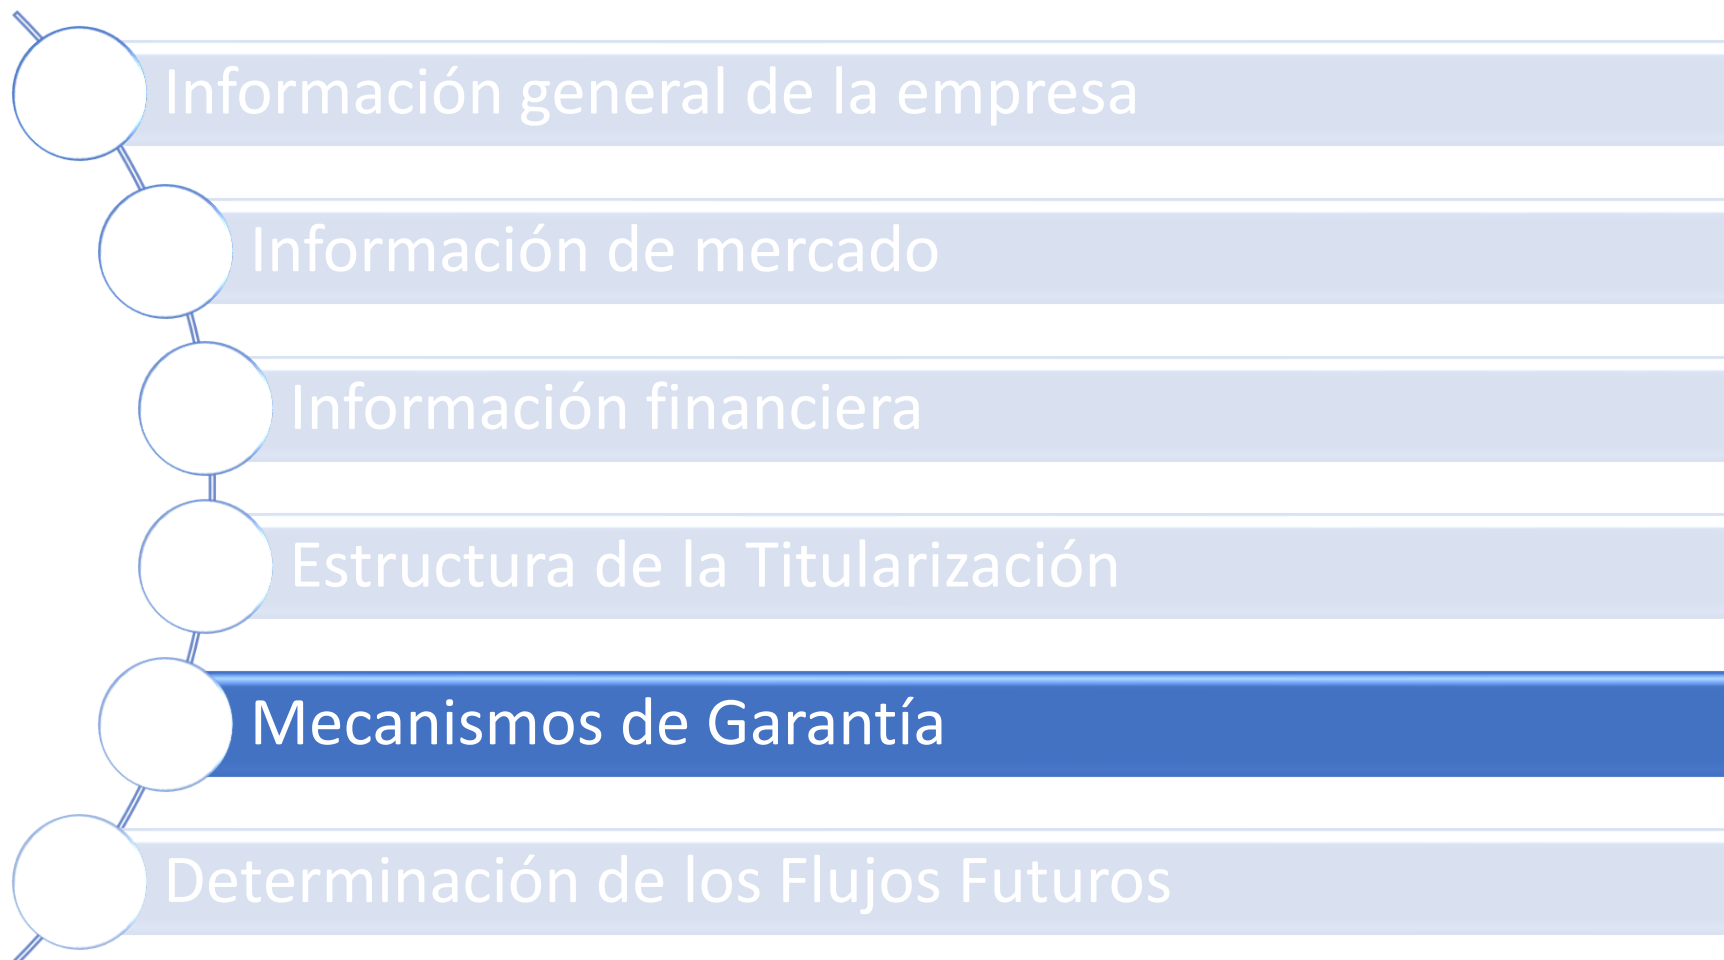 Información general de la empresa
Información de mercado
Información financiera
Estructura de la Titularización
Mecanismos de Garantía
Determinación de los Flujos Futuros